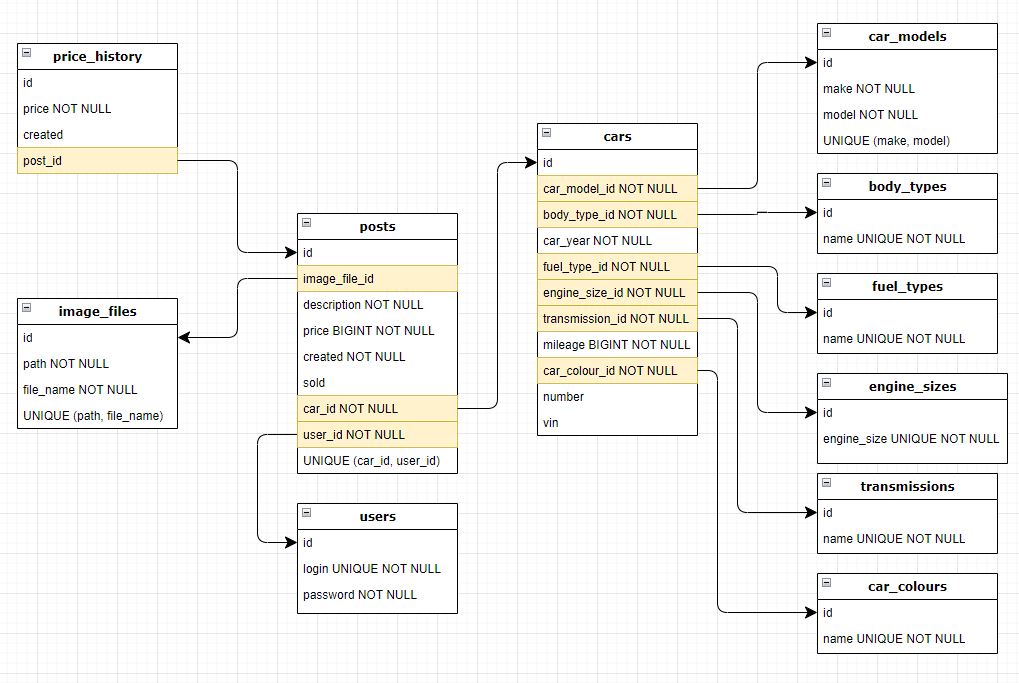 price_history
id
price NOT NULL
created
post_id
image_files
id
path NOT NULL
file_name NOT NULL
UNIQUE (path, file_name)
posts
id
image_file_id
description NOT NULL
price BIGINT NOT NULL
created NOT NULL
sold
car_id NOT NULL
user_id NOT NULL
UNIQUE (car_id, user_id)
users
id
login UNIQUE NOT NULL
password NOT NULL
cars
id
car_model_id NOT NULL
body_type_id NOT NULL
car_year NOT NULL
fuel_type_id NOT NULL
engine_size_id NOT NULL
transmission_id NOT NULL
mileage BIGINT NOT NULL
car_colour_id NOT NULL
number
vin
car_models
id
make NOT NULL
model NOT NULL
UNIQUE (make, model)
body_types
id
name UNIQUE NOT NULL
fuel_types
id
name UNIQUE NOT NULL
engine_sizes
id
engine_size UNIQUE NOT NULL
transmissions
id
name UNIQUE NOT NULL
car_colours
id
name UNIQUE NOT NULL